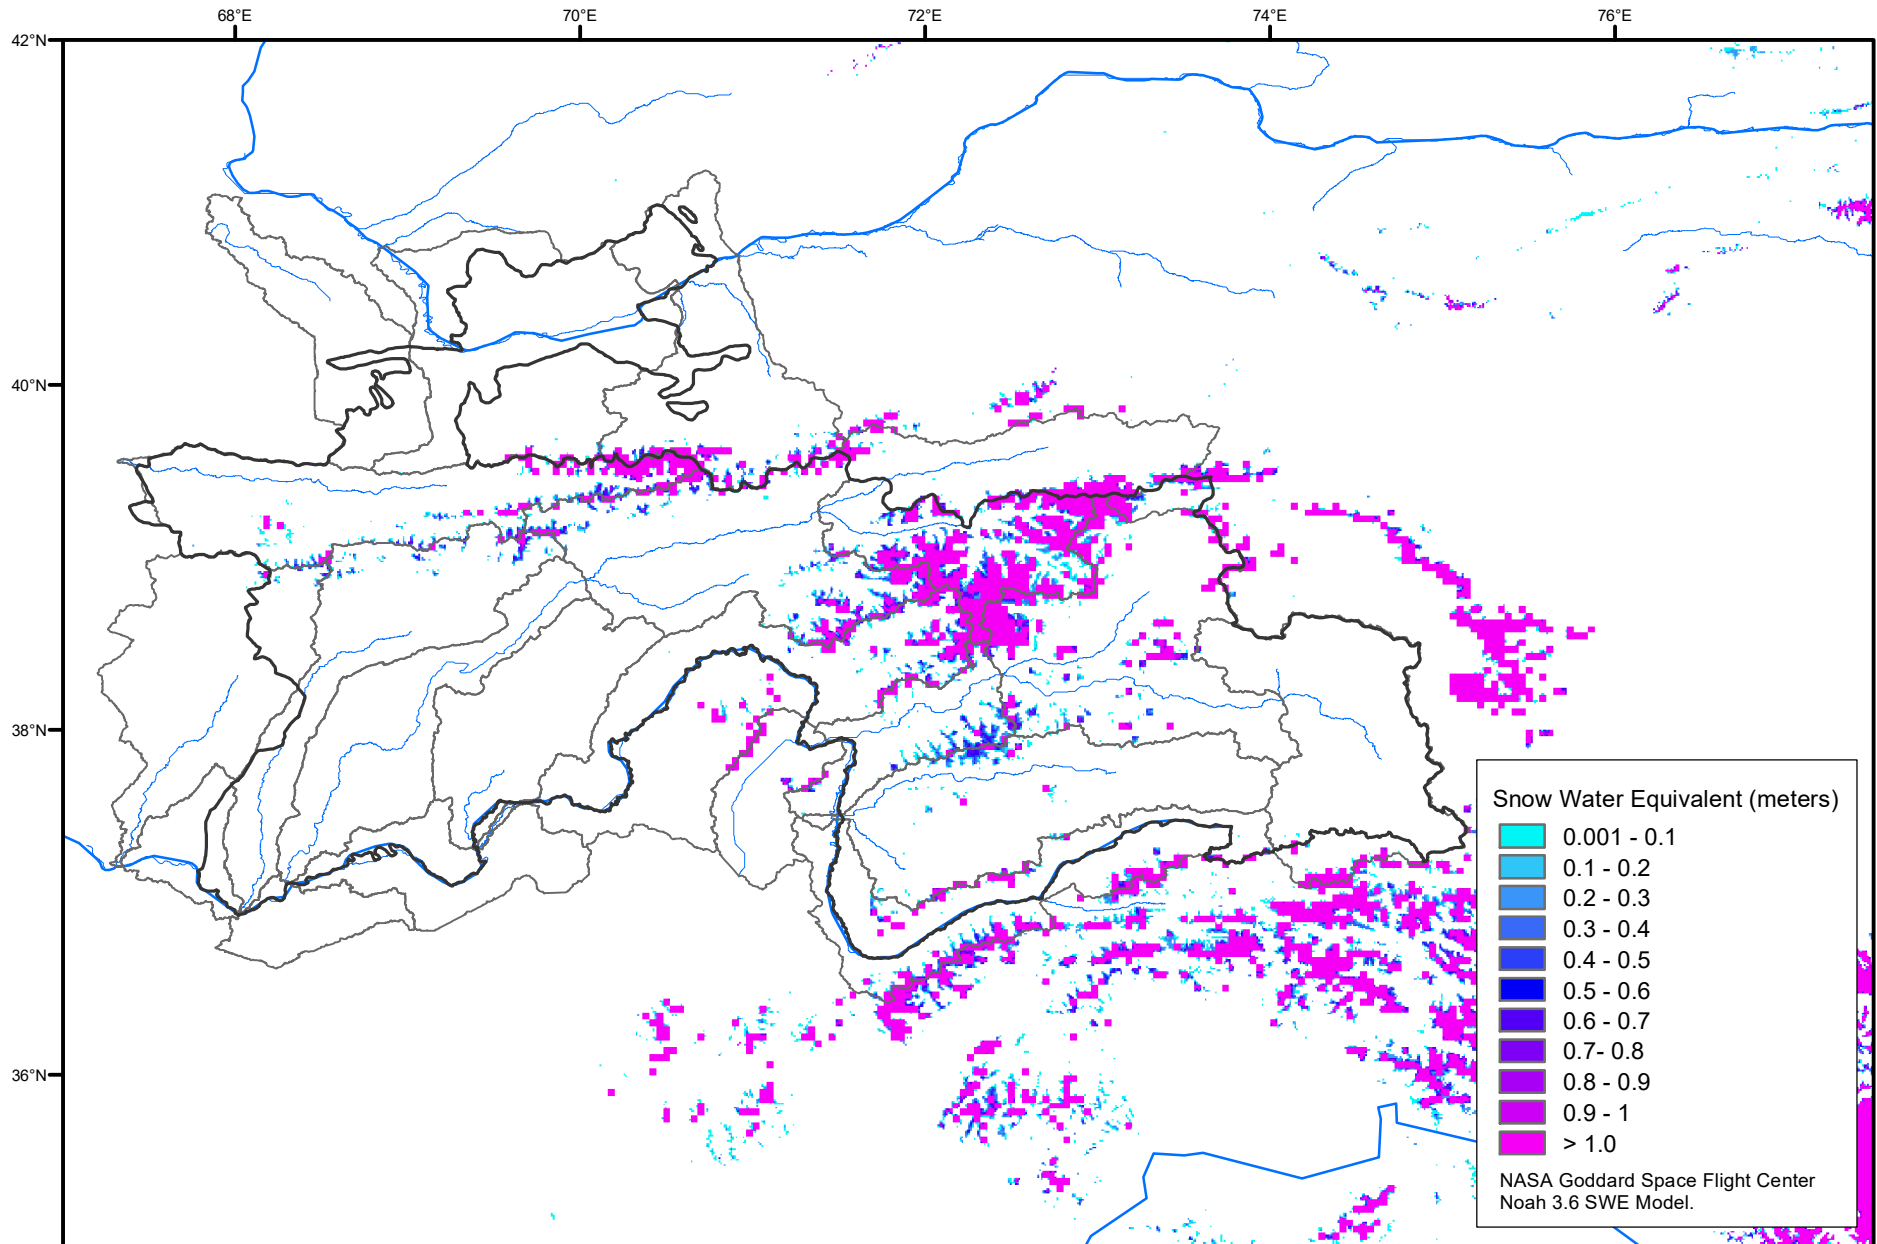 68°E
70°E
72°E
74°E
76°E
42°N
40°N
38°N
36°N
Snow Water Equivalent (meters)
0.001 - 0.1
0.1 - 0.2
0.2 - 0.3
0.3 - 0.4
0.4 - 0.5
0.5 - 0.6
0.6 - 0.7
0.7- 0.8
0.8 - 0.9
0.9 - 1
> 1.0
NASA Goddard Space Flight Center
Noah 3.6 SWE Model.